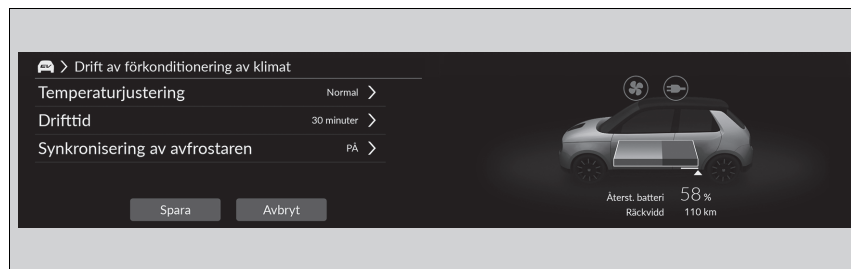 EV > Drift av förkonditionering av klimat
Temperaturjustering Normal >
Drifttid 30 minuter >
Synkronisering av avfrostaren PÅ >
Spara Avbryt
Återst. batteri 58 %
Räckvidd 110 km